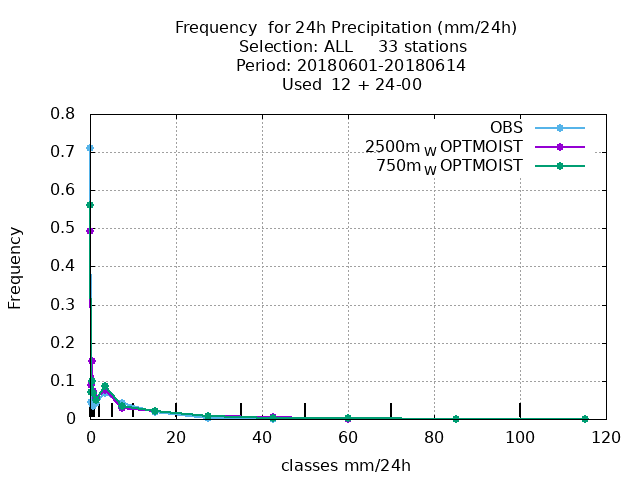 Frequency  for 24h Precipitation (mm/24h)
Selection: ALL     33 stations
Period: 20180601-20180614
Used  12 + 24-00
OBS
2500m W OPTMOIST
750m W OPTMOIST
0.8
0.7
0.6
0.5
0.4
0.3
0.2
0.1
0
Frequency
0 20 40 60 80 100 120
classes mm/24h